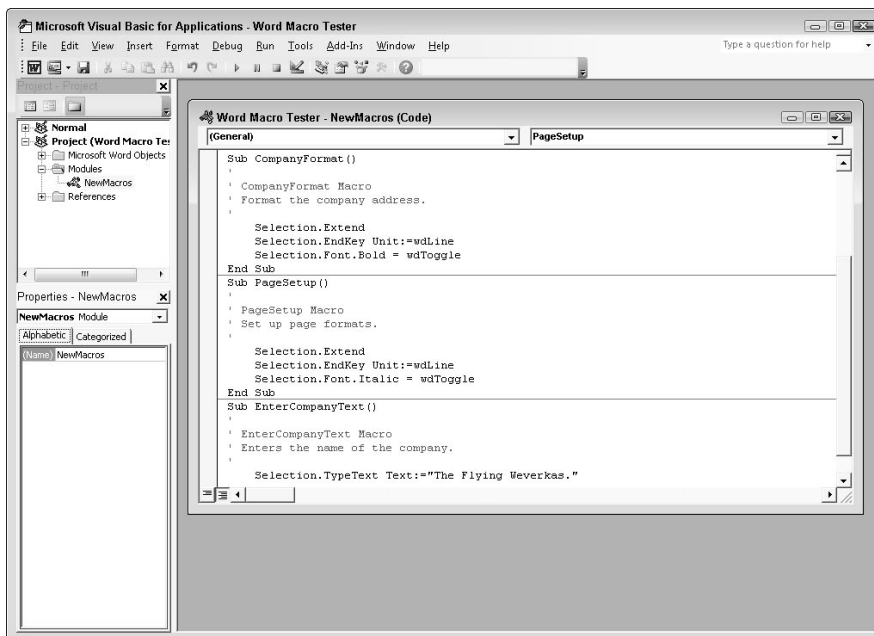 Microsoft Visual Basic for Applications - Word Macro Tester
File Edit View Insert Format Debug Run Tools Add-Ins Window Help
Type a question for help
Project - Project
Normal
Project (Word Macro Te
Microsoft Word Objects
Modules
NewMacros
References
Properties - NewMacros
NewMacros Module
Alphabetic Categorized
(Name) NewMacros
Word Macro Tester - NewMacros (Code)
(General) PageSetup
Sub CompanyFormat()
'
' CompanyFormat Macro
' Format the company address.
'
Selection.Extend
Selection.EndKey Unit:=wdLine
Selection.Font.Bold = wdToggle
End Sub
Sub PageSetup()
'
' PageSetup Macro
' Set up page formats.
'
Selection.Extend
Selection.EndKey Unit:=wdLine
Selection.Font.Italic = wdToggle
End Sub
Sub EnterCompanyText()
'
' EnterCompanyText Macro
' Enters the name of the company.
'
Selection.TypeText Text:="The Flying Weverkas."